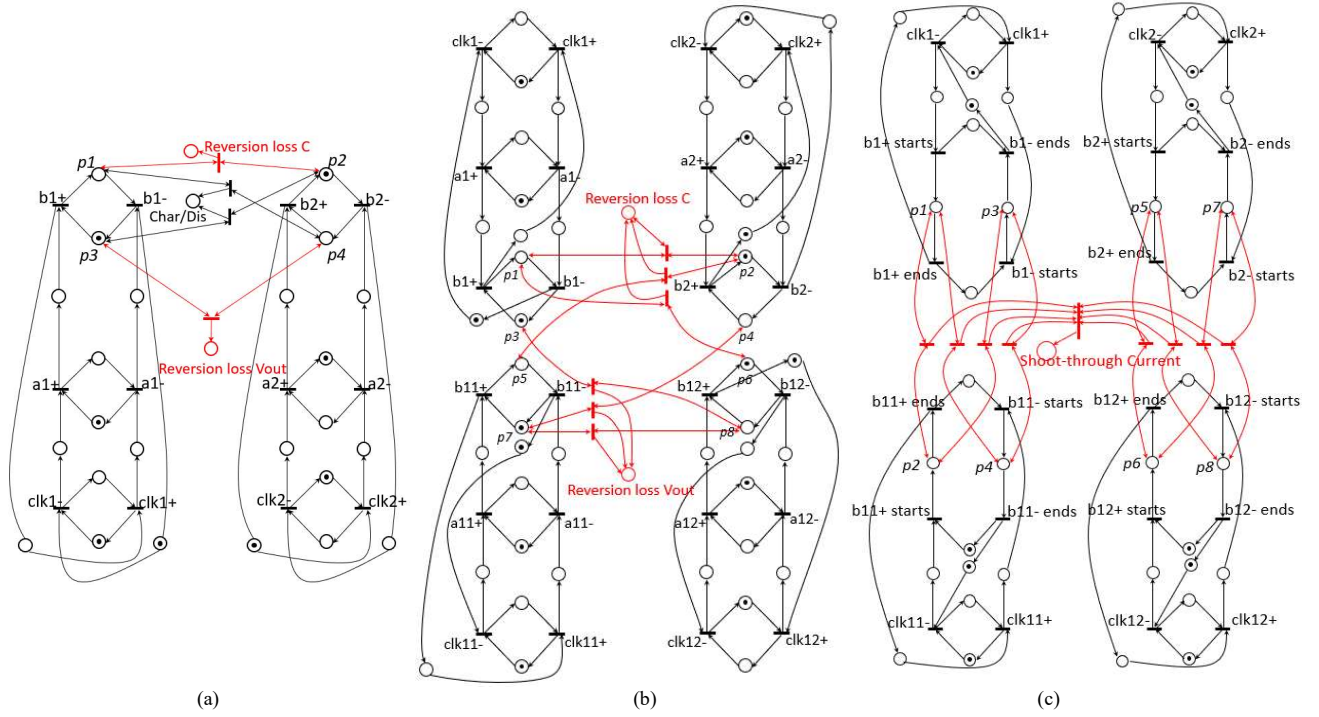 Reversion loss C
p1
p2
b1+
b1-
b2+
b2-
Char/Dis
p3
p4
Reversion loss Vout
a1+
a1-
a2+
a2-
clk1-
clk1+
clk2-
clk2+
(a)
clk1-
clk1+
clk2-
clk2+
a1+
a1-
a2+
a2-
Reversion loss C
p1
p2
b1+
b1-
b2+
b2-
p3
p4
p5
p6
b11+
b11-
b12+
b12-
p7
p8
Reversion loss Vout
a11+
a11-
a12+
a12-
clk11-
clk11+
clk12-
clk12+
(b)
clk1-
clk1+
clk2-
clk2+
b1+ starts
b1- ends
b2+ starts
b2- ends
p1
p3
p5
p7
b1+ ends
b1- starts
b2+ ends
b2- starts
Shoot-through Current
b11+ ends
b11- starts
b12+ ends
b12- starts
p2
p4
p6
p8
b11+ starts
b11- ends
b12+ starts
b12- ends
clk11-
clk11+
clk12-
clk12+
(c)